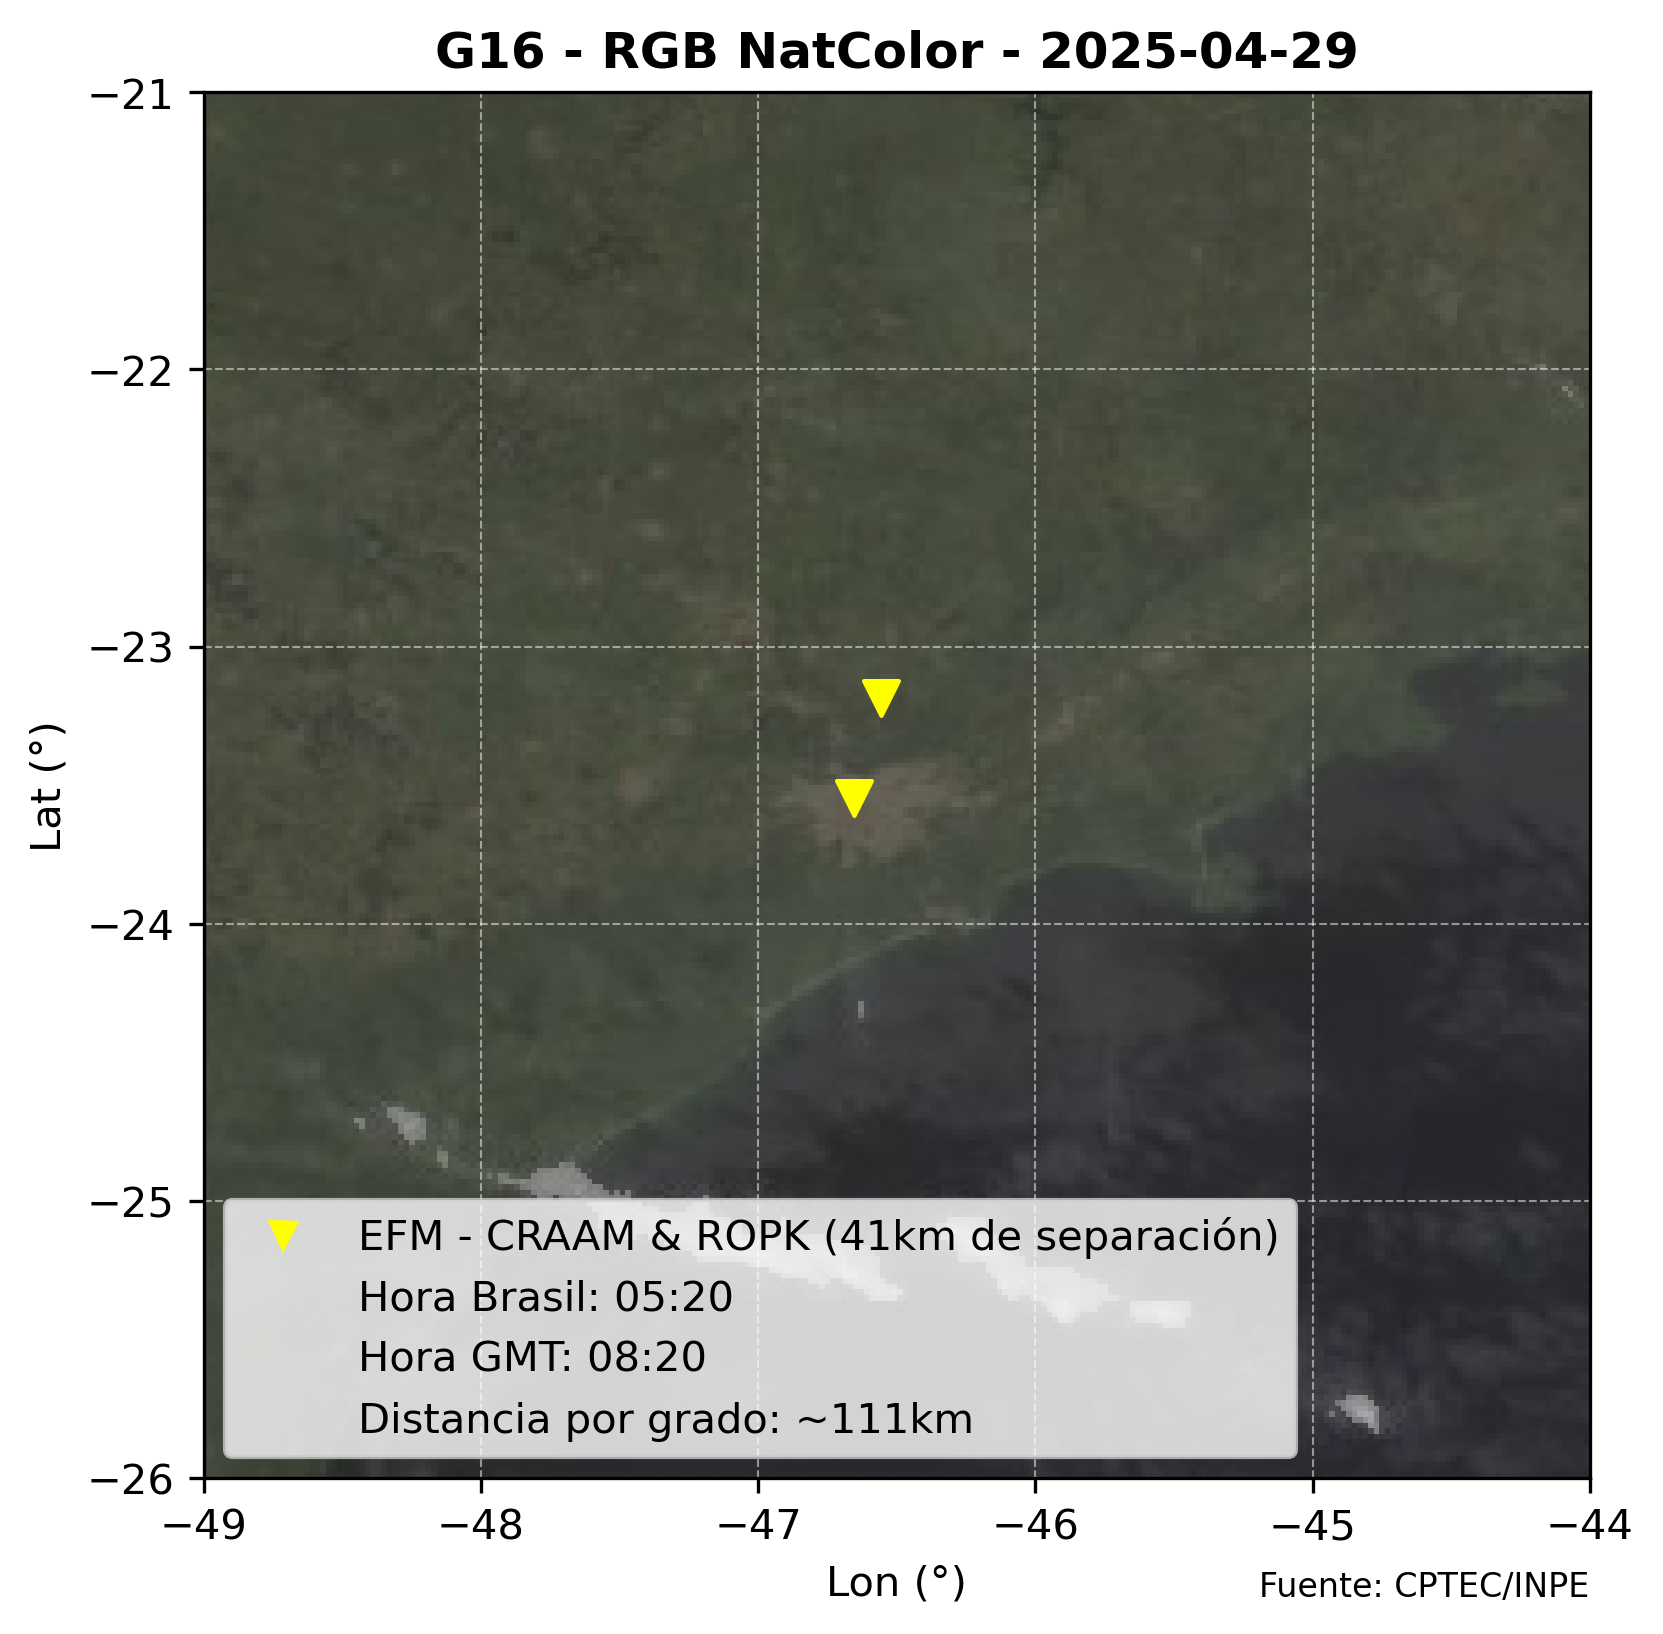 G16 - RGB NatColor - 2025-04-29
−21
−22
−23
−24
−25
−26
Lat (°)
EFM - CRAAM & ROPK (41km de separación)
Hora Brasil: 05:20
Hora GMT: 08:20
Distancia por grado: ~111km
−49 −48 −47 −46 −45 −44
Lon (°)
Fuente: CPTEC/INPE